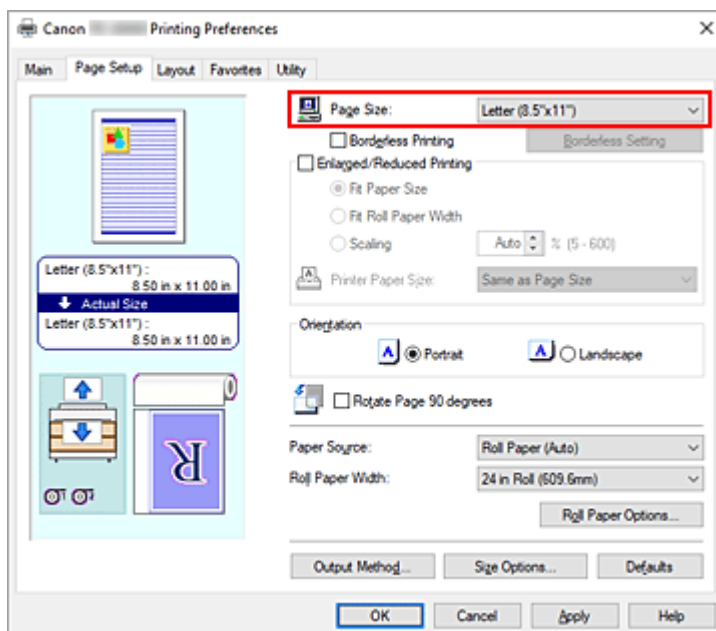 Canon Printing Preferences
Main Page Setup Layout Favorites Utility
Page Size: Letter (8.5"x11")
Borderless Printing Borderless Setting
Enlarged/Reduced Printing
Fit Paper Size
Fit Roll Paper Width
Scaling Auto % (5 - 600)
Printer Paper Size: Same as Page Size
Letter (8.5"x11") :
8.50 in x 11.00 in
Actual Size
Letter (8.5"x11") :
8.50 in x 11.00 in
Orientation
A Portrait A Landscape
Rotate Page 90 degrees
R
Paper Source: Roll Paper (Auto)
Roll Paper Width: 24 in Roll (609.6mm)
Roll Paper Options...
Output Method... Size Options... Defaults
OK Cancel Apply Help